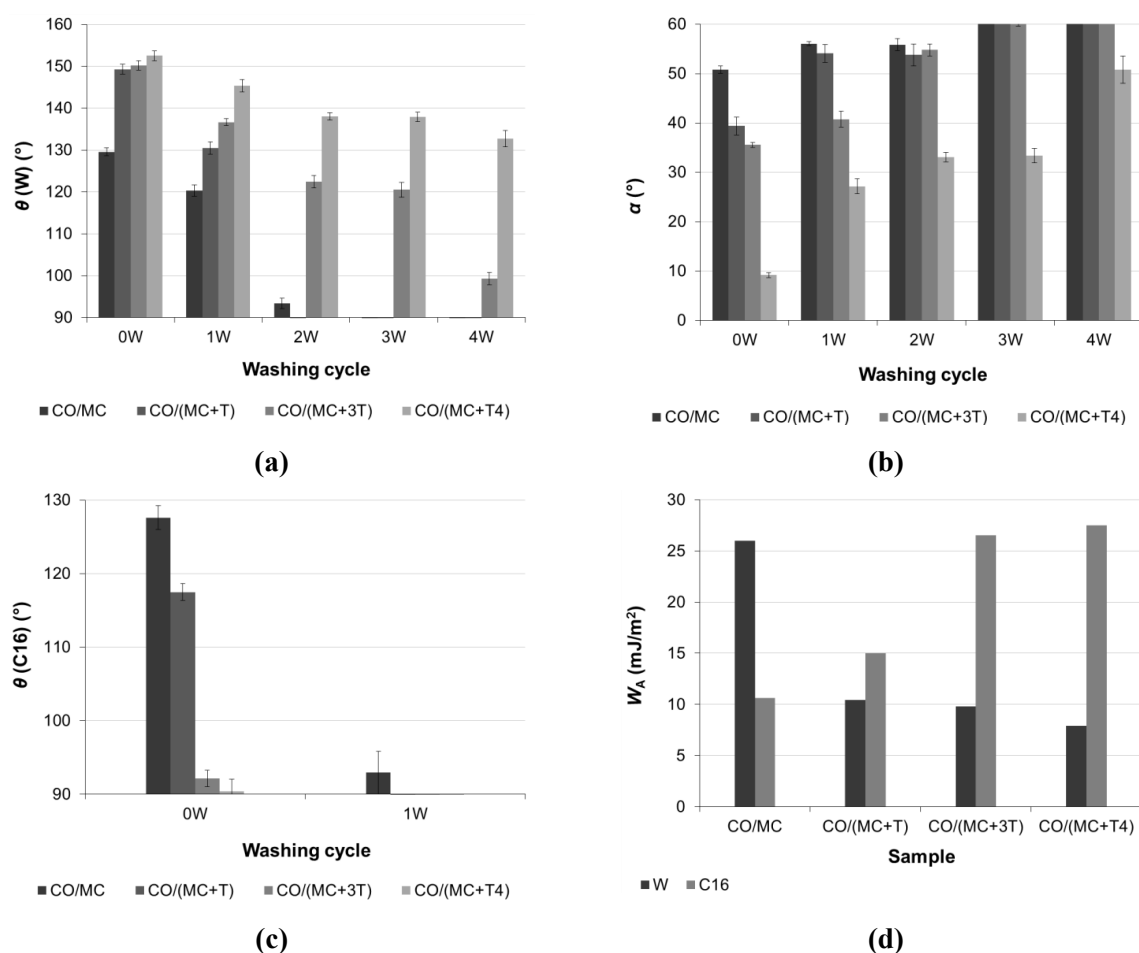 160
150
140
130
120
110
100
90
θ (W) (°)
0W 1W 2W 3W 4W
Washing cycle
CO/MC CO/(MC+T) CO/(MC+3T) CO/(MC+T4)
(a)
60
50
40
30
20
10
0
α (°)
0W 1W 2W 3W 4W
Washing cycle
CO/MC CO/(MC+T) CO/(MC+3T) CO/(MC+T4)
(b)
130
120
110
100
90
θ (C16) (°)
0W 1W
Washing cycle
CO/MC CO/(MC+T) CO/(MC+3T) CO/(MC+T4)
(c)
30
25
20
15
10
5
0
W_A (mJ/m²)
CO/MC CO/(MC+T) CO/(MC+3T) CO/(MC+T4)
Sample
W C16
(d)